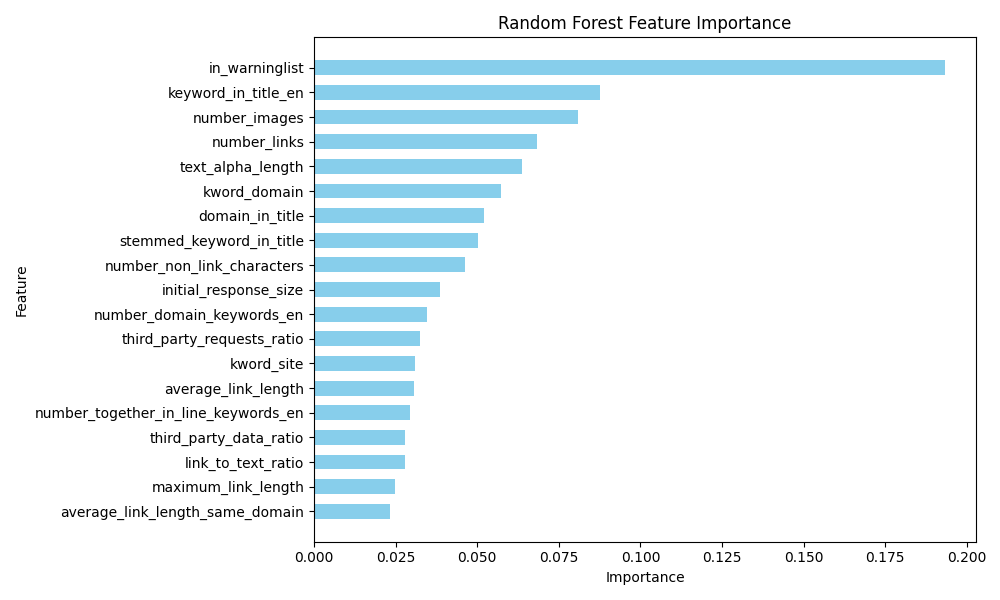 Random Forest Feature Importance
Feature
in_warninglist
keyword_in_title_en
number_images
number_links
text_alpha_length
kword_domain
domain_in_title
stemmed_keyword_in_title
number_non_link_characters
initial_response_size
number_domain_keywords_en
third_party_requests_ratio
kword_site
average_link_length
number_together_in_line_keywords_en
third_party_data_ratio
link_to_text_ratio
maximum_link_length
average_link_length_same_domain
0.000 0.025 0.050 0.075 0.100 0.125 0.150 0.175 0.200
Importance